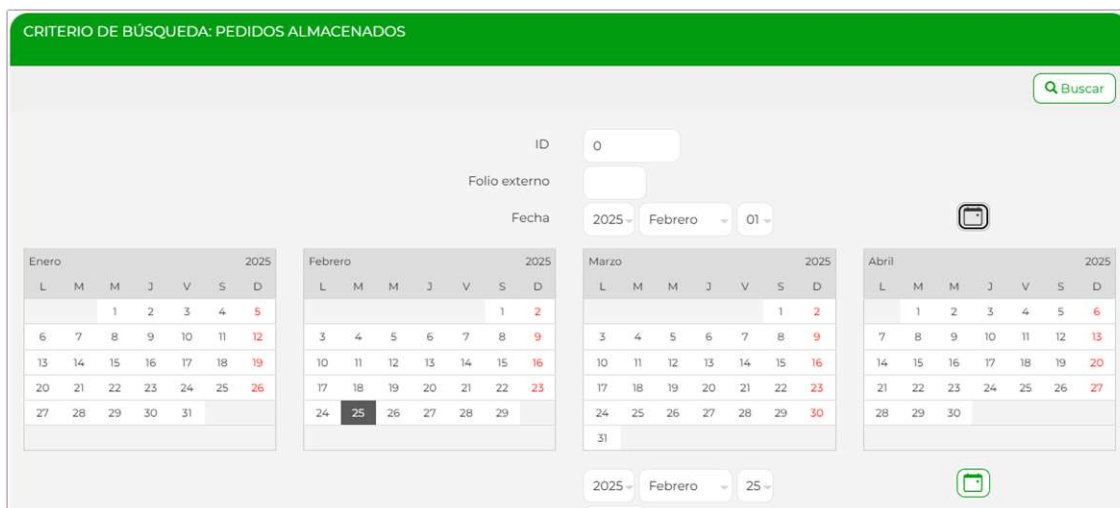 CRITERIO DE BÚSQUEDA: PEDIDOS ALMACENADOS
Buscar
ID 0
Folio externo
Fecha 2025 Febrero 01
Enero 2025 Febrero 2025 Marzo 2025 Abril 2025
L M M J V S D L M M J V S D L M M J V S D L M M J V S D
1 2 3 4 5 1 2 1 2 1 2 3 4 5 6
6 7 8 9 10 11 12 3 4 5 6 7 8 9 3 4 5 6 7 8 9 7 8 9 10 11 12 13
13 14 15 16 17 18 19 10 11 12 13 14 15 16 10 11 12 13 14 15 16 14 15 16 17 18 19 20
20 21 22 23 24 25 26 17 18 19 20 21 22 23 17 18 19 20 21 22 23 21 22 23 24 25 26 27
27 28 29 30 31 24 25 26 27 28 29 24 25 26 27 28 29 30 28 29 30
31
2025 Febrero 25